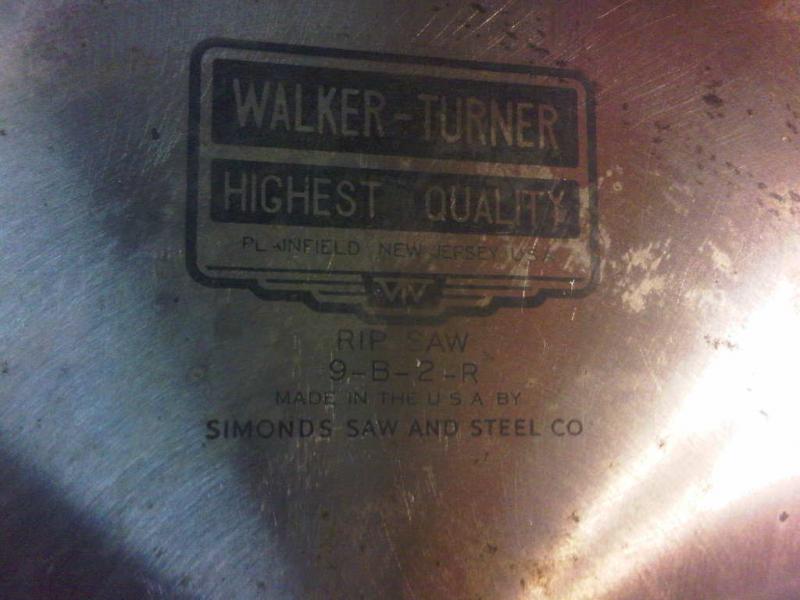 WALKER-TURNER
HIGHEST QUALITY
PLAINFIELD NEW JERSEY U S A
RIP SAW
9-B-2-R
MADE IN THE U S A BY
SIMONDS SAW AND STEEL CO